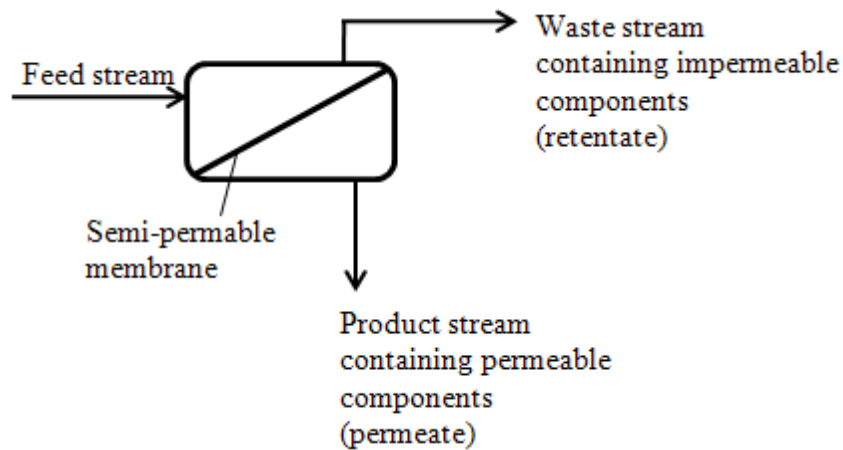 Feed stream
Waste stream
containing impermeable
components
(retentate)
Semi-permable
membrane
Product stream
containing permeable
components
(permeate)